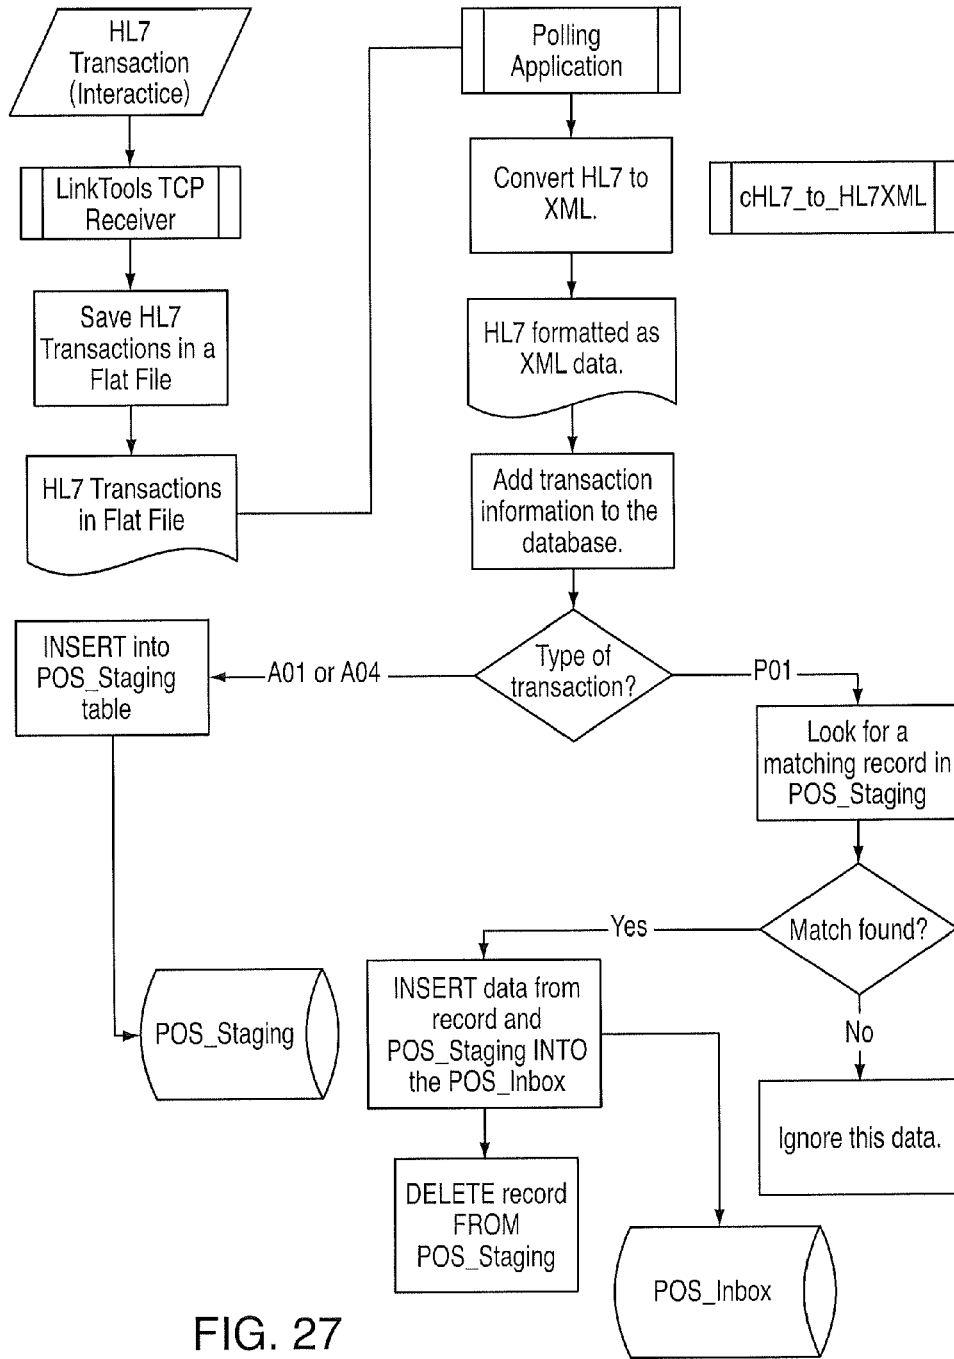 HL7
Transaction
(Interactice)
LinkTools TCP
Receiver
Save HL7
Transactions in a
Flat File
HL7 Transactions
in Flat File
Polling
Application
Convert HL7 to
XML.
cHL7_to_HL7XML
HL7 formatted as
XML data.
Add transaction
information to the
database.
Type of
transaction?
A01 or A04
P01
INSERT into
POS_Staging
table
Look for a
matching record in
POS_Staging
Match found?
Yes
No
POS_Staging
INSERT data from
record and
POS_Staging INTO
the POS_Inbox
Ignore this data.
DELETE record
FROM
POS_Staging
POS_Inbox
FIG. 27